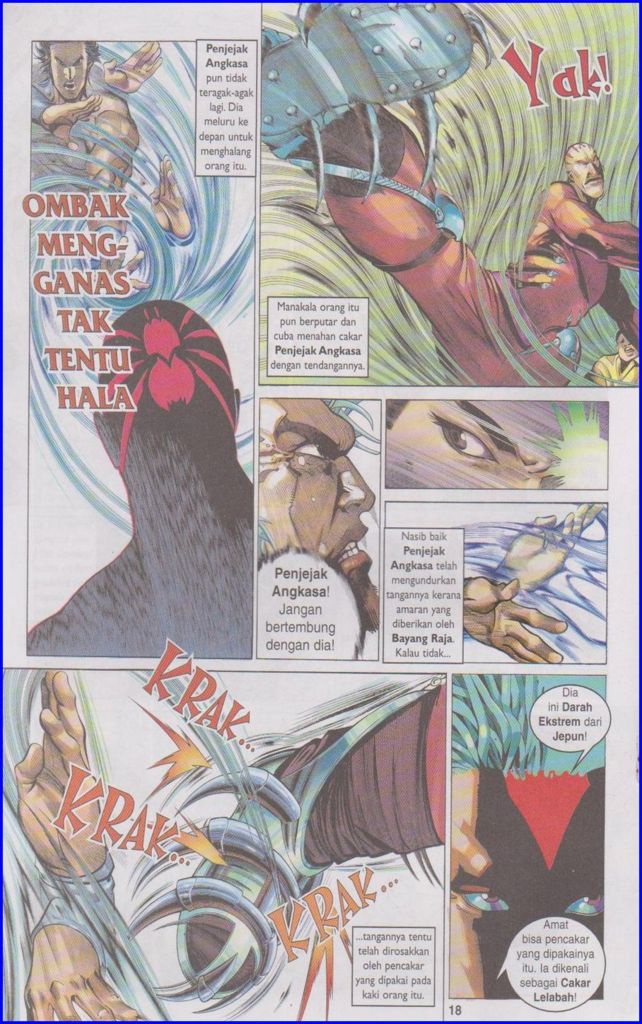 Penjejak
Angkasa
pun tidak
teragak-agak
lagi. Dia
meluru ke
depan untuk
menghalang
orang itu.
OMBAK
MENG-
GANAS
TAK
TENTU
HALA
Yak!
Manakala orang itu
pun berputar dan
cuba menahan cakar
Penjejak Angkasa
dengan tendangannya.
Penjejak
Angkasa!
Jangan
bertembung
dengan dia!
Nasib baik
Penjejak
Angkasa telah
mengundurkan
tangannya kerana
amaran yang
diberikan oleh
Bayang Raja.
Kalau tidak...
KRAK...
KRAK...
KRAK...
...tangannya tentu
telah dirosakkan
oleh pencakar
yang dipakai pada
kaki orang itu.
Dia
ini Darah
Ekstrem dari
Jepun!
Amat
bisa pencakar
yang dipakainya
itu. Ia dikenali
sebagai Cakar
Lelabah!
18